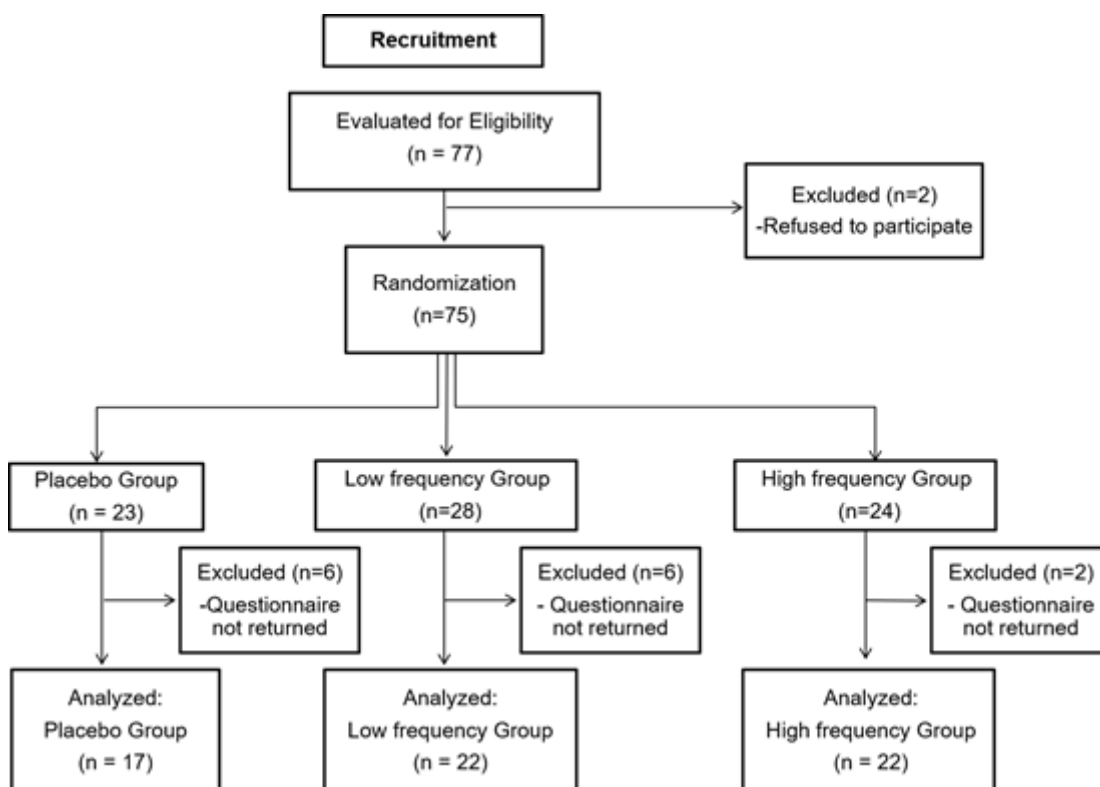 Recruitment
Evaluated for Eligibility
(n = 77)
Excluded (n=2)
-Refused to participate
Randomization
(n=75)
Placebo Group
(n = 23)
Low frequency Group
(n=28)
High frequency Group
(n=24)
Excluded (n=6)
-Questionnaire
not returned
Excluded (n=6)
- Questionnaire
not returned
Excluded (n=2)
- Questionnaire
not returned
Analyzed:
Placebo Group
(n = 17)
Analyzed:
Low frequency Group
(n = 22)
Analyzed:
High frequency Group
(n = 22)